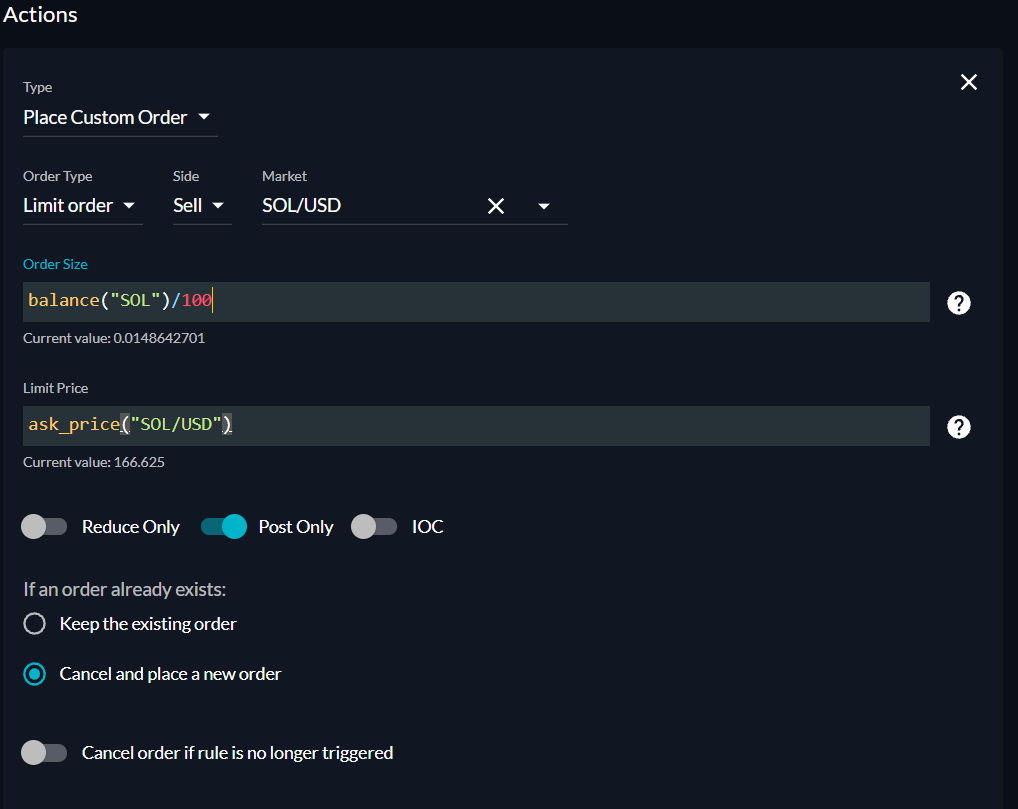 Actions
Type
Place Custom Order
Order Type Side Market
Limit order Sell SOL/USD
Order Size
balance("SOL")/100
?
Current value: 0.0148642701
Limit Price
ask_price("SOL/USD")
?
Current value: 166.625
Reduce Only Post Only IOC
If an order already exists:
Keep the existing order
Cancel and place a new order
Cancel order if rule is no longer triggered